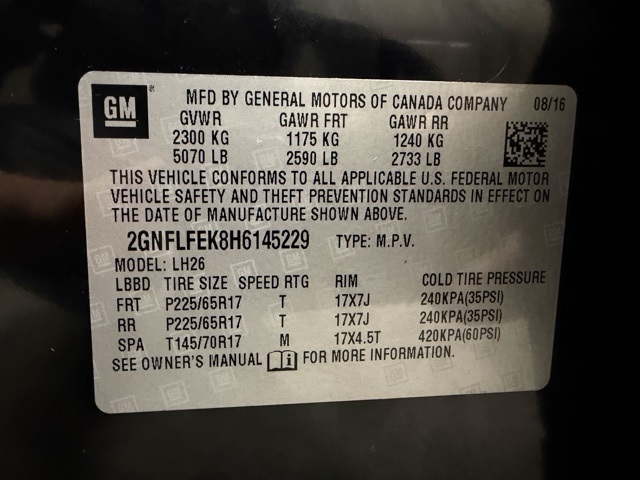 GM
MFD BY GENERAL MOTORS OF CANADA COMPANY 08/16
GVWR GAWR FRT GAWR RR
2300 KG 1175 KG 1240 KG
5070 LB 2590 LB 2733 LB
THIS VEHICLE CONFORMS TO ALL APPLICABLE U.S. FEDERAL MOTOR
VEHICLE SAFETY AND THEFT PREVENTION STANDARDS IN EFFECT ON
THE DATE OF MANUFACTURE SHOWN ABOVE.
2GNFLFEK8H6145229 TYPE: M.P.V.
MODEL: LH26
LBBD TIRE SIZE SPEED RTG RIM COLD TIRE PRESSURE
FRT P225/65R17 T 17X7J 240KPA(35PSI)
RR P225/65R17 T 17X7J 240KPA(35PSI)
SPA T145/70R17 M 17X4.5T 420KPA(60PSI)
SEE OWNER'S MANUAL i FOR MORE INFORMATION.